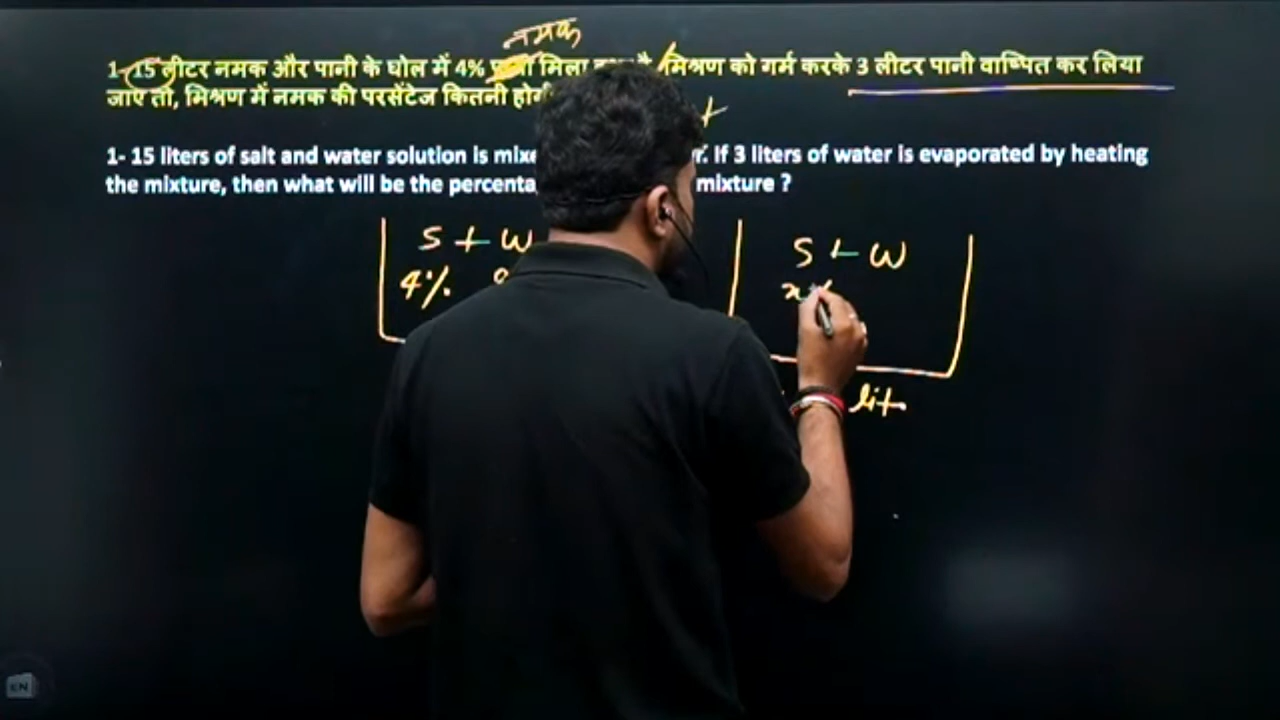 नमक
1- 15 लीटर नमक और पानी के घोल में 4% मिला मिश्रण को गर्म करके 3 लीटर पानी वाष्पित कर लिया
जाए तो, मिश्रण में नमक की परसेंटेज कितनी
1- 15 liters of salt and water solution is If 3 liters of water is evaporated by heating
the mixture, then what will be the mixture ?
S + W
4%
S + W
x%
lit
EN